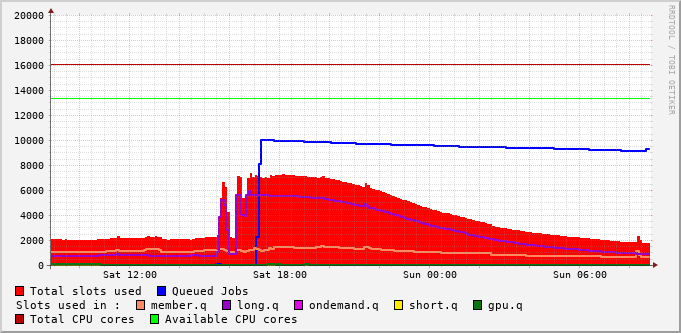 20000
18000
16000
14000
12000
10000
8000
6000
4000
2000
0
Sat 12:00 Sat 18:00 Sun 00:00 Sun 06:00
RRDTOOL / TOBI OETIKER
Total slots used Queued Jobs
Slots used in : member.q long.q ondemand.q short.q gpu.q
Total CPU cores Available CPU cores